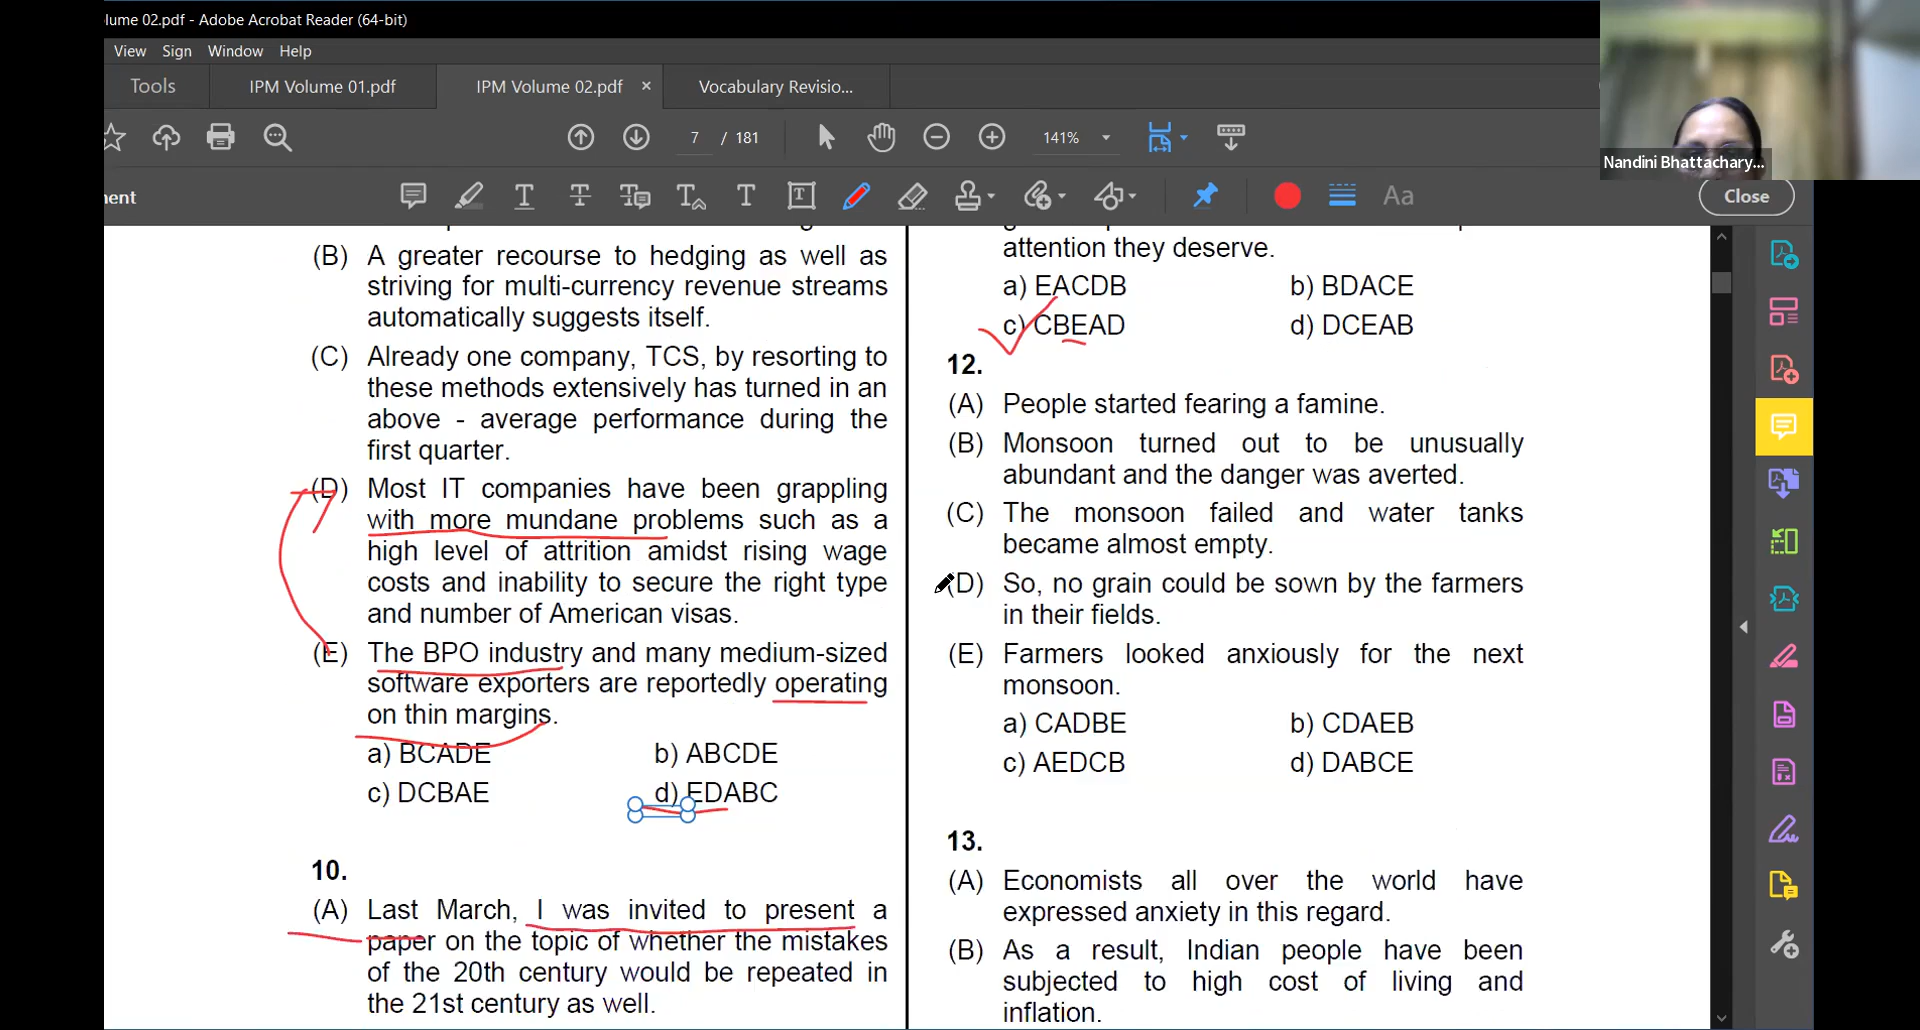 lume 02.pdf - Adobe Acrobat Reader (64-bit)
View Sign Window Help
Tools IPM Volume 01.pdf IPM Volume 02.pdf × Vocabulary Revisio...
7 / 181 141%
ent Aa Close
Nandini Bhattachary...
(B) A greater recourse to hedging as well as
striving for multi-currency revenue streams
automatically suggests itself.
(C) Already one company, TCS, by resorting to
these methods extensively has turned in an
above - average performance during the
first quarter.
(D) Most IT companies have been grappling
with more mundane problems such as a
high level of attrition amidst rising wage
costs and inability to secure the right type
and number of American visas.
(E) The BPO industry and many medium-sized
software exporters are reportedly operating
on thin margins.
a) BCADE b) ABCDE
c) DCBAE d) EDABC
10.
(A) Last March, I was invited to present a
paper on the topic of whether the mistakes
of the 20th century would be repeated in
the 21st century as well.
attention they deserve.
a) EACDB b) BDACE
c) CBEAD d) DCEAB
12.
(A) People started fearing a famine.
(B) Monsoon turned out to be unusually
abundant and the danger was averted.
(C) The monsoon failed and water tanks
became almost empty.
(D) So, no grain could be sown by the farmers
in their fields.
(E) Farmers looked anxiously for the next
monsoon.
a) CADBE b) CDAEB
c) AEDCB d) DABCE
13.
(A) Economists all over the world have
expressed anxiety in this regard.
(B) As a result, Indian people have been
subjected to high cost of living and
inflation.